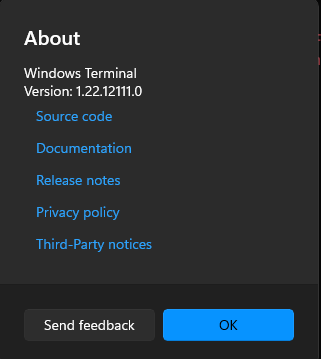 About
Windows Terminal
Version: 1.22.12111.0
Source code
Documentation
Release notes
Privacy policy
Third-Party notices
Send feedback
OK